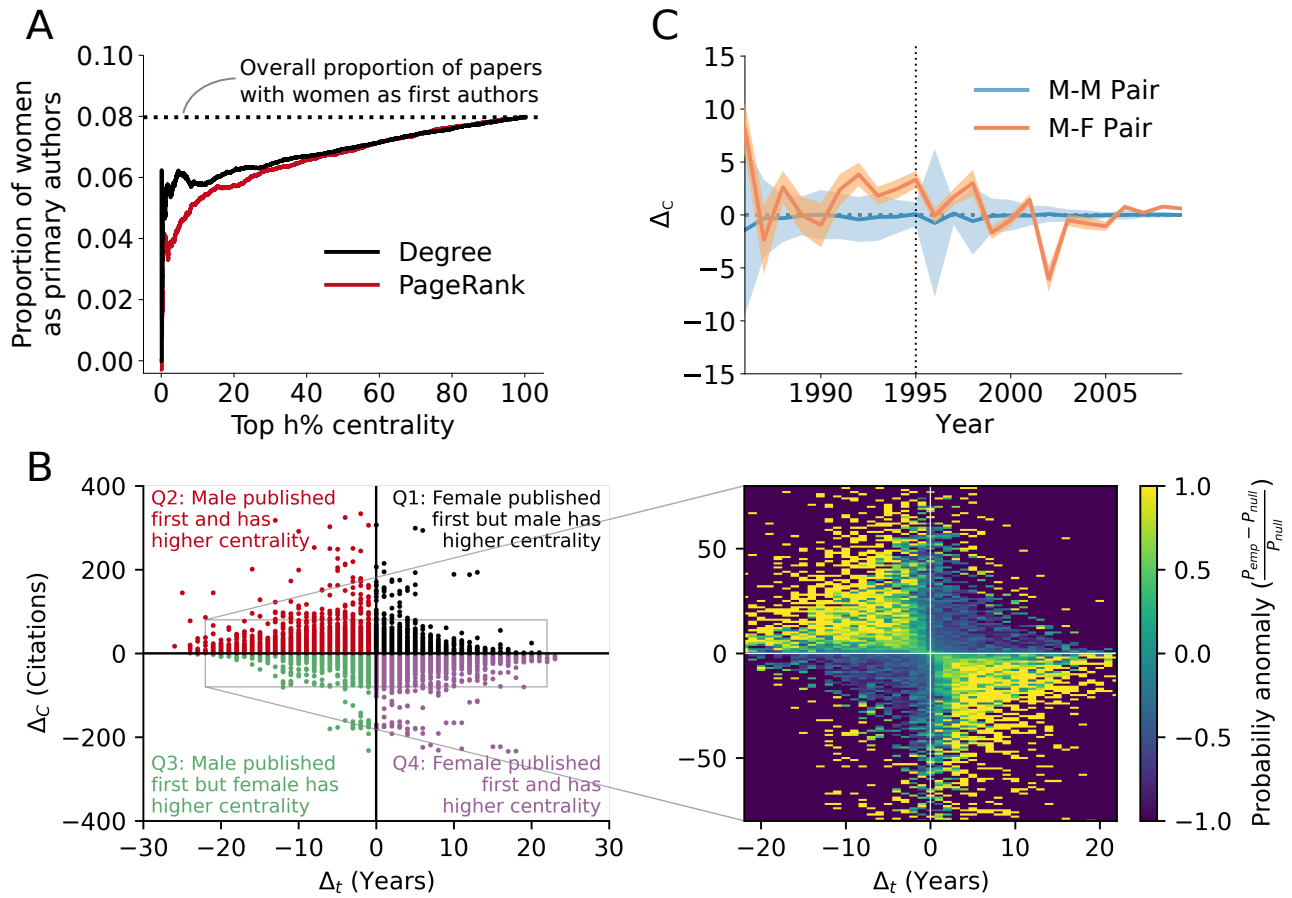 A
0.10
0.08
0.06
0.04
0.02
0.00
Proportion of women
as primary authors
Overall proportion of papers
with women as first authors
Degree
PageRank
0 20 40 60 80 100
Top h% centrality
C
15
10
5
0
−5
−10
−15
Δc
M-M Pair
M-F Pair
1990 1995 2000 2005
Year
B
400
200
0
−200
−400
Δ_C (Citations)
Q2: Male published
first and has
higher centrality
Q1: Female published
first but male has
higher centrality
Q3: Male published
first but female has
higher centrality
Q4: Female published
first and has
higher centrality
−30 −20 −10 0 10 20 30
Δ_t (Years)
50
0
−50
−20 −10 0 10 20
Δ_t (Years)
1.0
0.5
0.0
−0.5
−1.0
Probabiliy anomaly (P_emp − P_null / P_null)